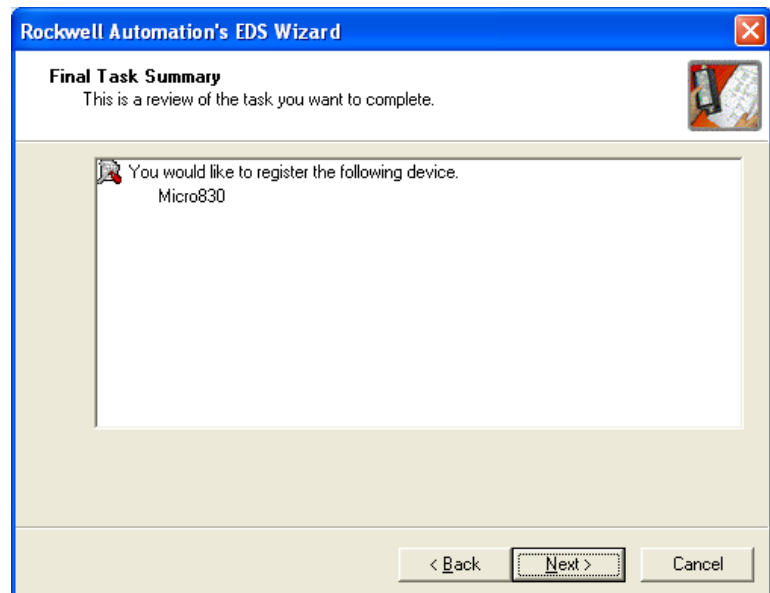 Rockwell Automation's EDS Wizard
Final Task Summary
This is a review of the task you want to complete.
You would like to register the following device.
Micro830
< Back
Next >
Cancel